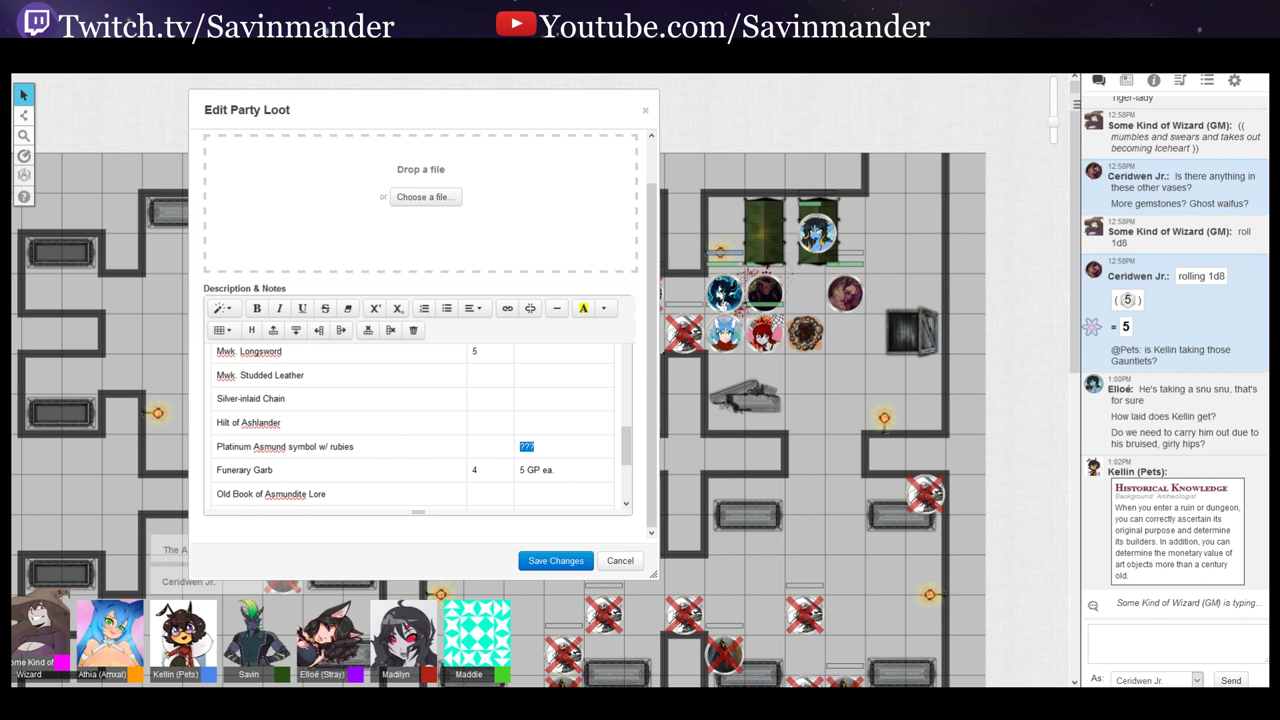 Twitch.tv/Savinmander
Youtube.com/Savinmander
Edit Party Loot
×
Drop a file
or Choose a file...
Description & Notes
B I U S
H
Mwk. Longsword 5
Mwk. Studded Leather
Silver-inlaid Chain
Hilt of Ashlander
Platinum Asmund symbol w/ rubies ???
Funerary Garb 4 5 GP ea.
Old Book of Asmundite Lore
Save Changes Cancel
The A
Ceridwen Jr.
ome Kind of
Wizard
Athia (Amxal)
Kellin (Pets)
Savin
Elloé (Stray)
Madilyn
Maddie
tiger-lady
12:58PM
Some Kind of Wizard (GM): ((
mumbles and swears and takes out
becoming Iceheart ))
12:58PM
Ceridwen Jr.: Is there anything in
these other vases?
More gemstones? Ghost waifus?
12:58PM
Some Kind of Wizard (GM): roll
1d8
12:58PM
Ceridwen Jr.: rolling 1d8
(5)
= 5
@Pets: is Kellin taking those
Gauntlets?
1:00PM
Elloé: He's taking a snu snu, that's
for sure
How laid does Kellin get?
Do we need to carry him out due to
his bruised, girly hips?
1:02PM
Kellin (Pets):
Historical Knowledge
Background: Archeologist
When you enter a ruin or dungeon,
you can correctly ascertain its
original purpose and determine
its builders. In addition, you can
determine the monetary value of
art objects more than a century
old.
Some Kind of Wizard (GM) is typing...
As: Ceridwen Jr. Send